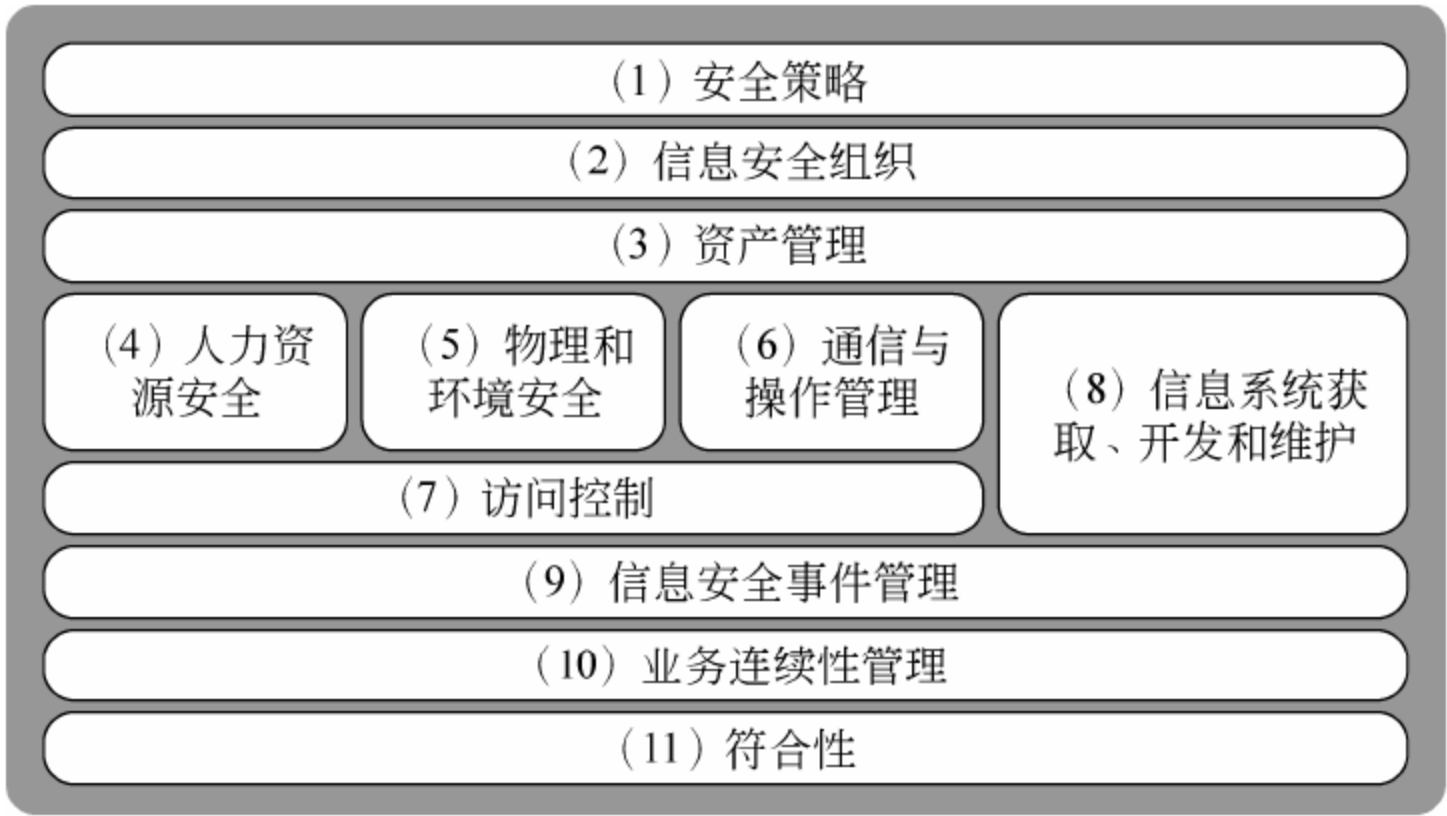 （1）安全策略
（2）信息安全组织
（3）资产管理
（4）人力资
源安全
（5）物理和
环境安全
（6）通信与
操作管理
（7）访问控制
（8）信息系统获
取、开发和维护
（9）信息安全事件管理
（10）业务连续性管理
（11）符合性